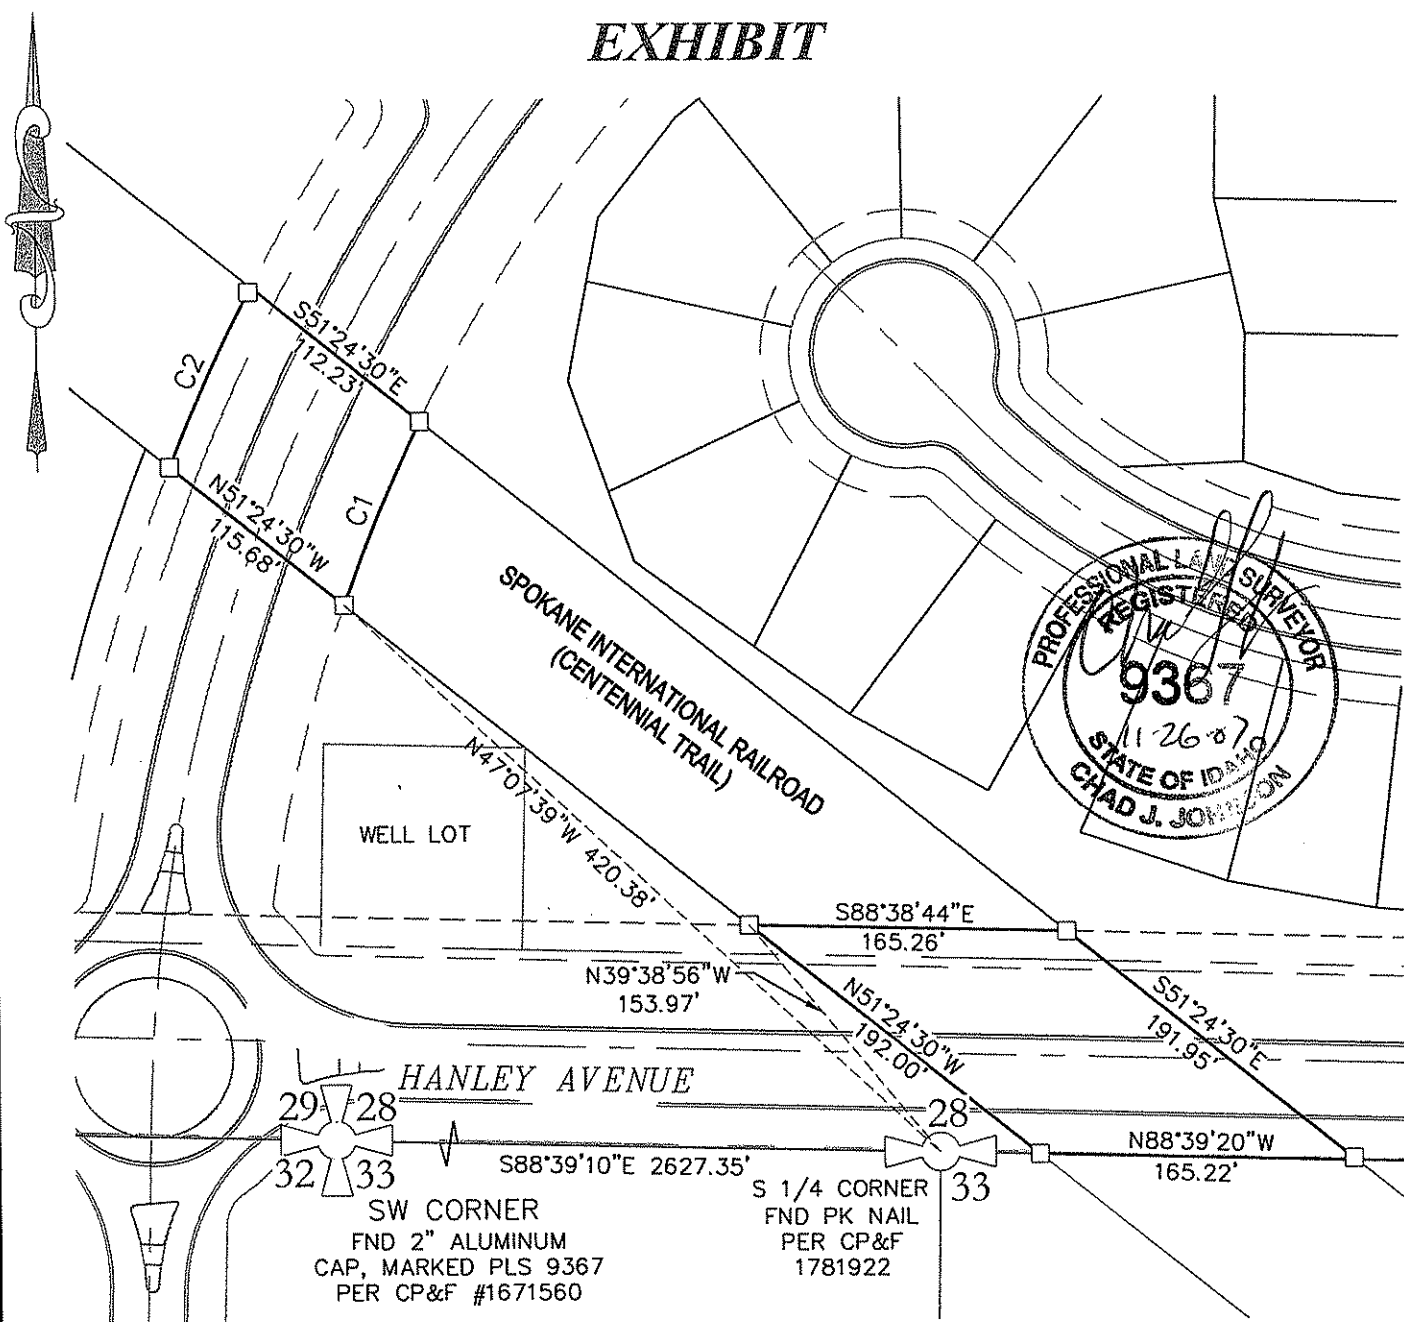 EXHIBIT
S51°24'30"E
112.23'
C2
C1
N51°24'30"W
115.68'
SPOKANE INTERNATIONAL RAILROAD
(CENTENNIAL TRAIL)
PROFESSIONAL LAND SURVEYOR
REGISTERED
9367
11-26-07
STATE OF IDAHO
CHAD J. JOHNSON
N47°07'39"W 420.38'
WELL LOT
S88°38'44"E
165.26'
N39°38'56"W
153.97'
N51°24'30"W
192.00'
S51°24'30"E
191.95'
HANLEY AVENUE
29 28
32 33
28
33
S88°39'10"E 2627.35'
N88°39'20"W
165.22'
SW CORNER
FND 2" ALUMINUM
CAP, MARKED PLS 9367
PER CP&F #1671560
S 1/4 CORNER
FND PK NAIL
PER CP&F
1781922